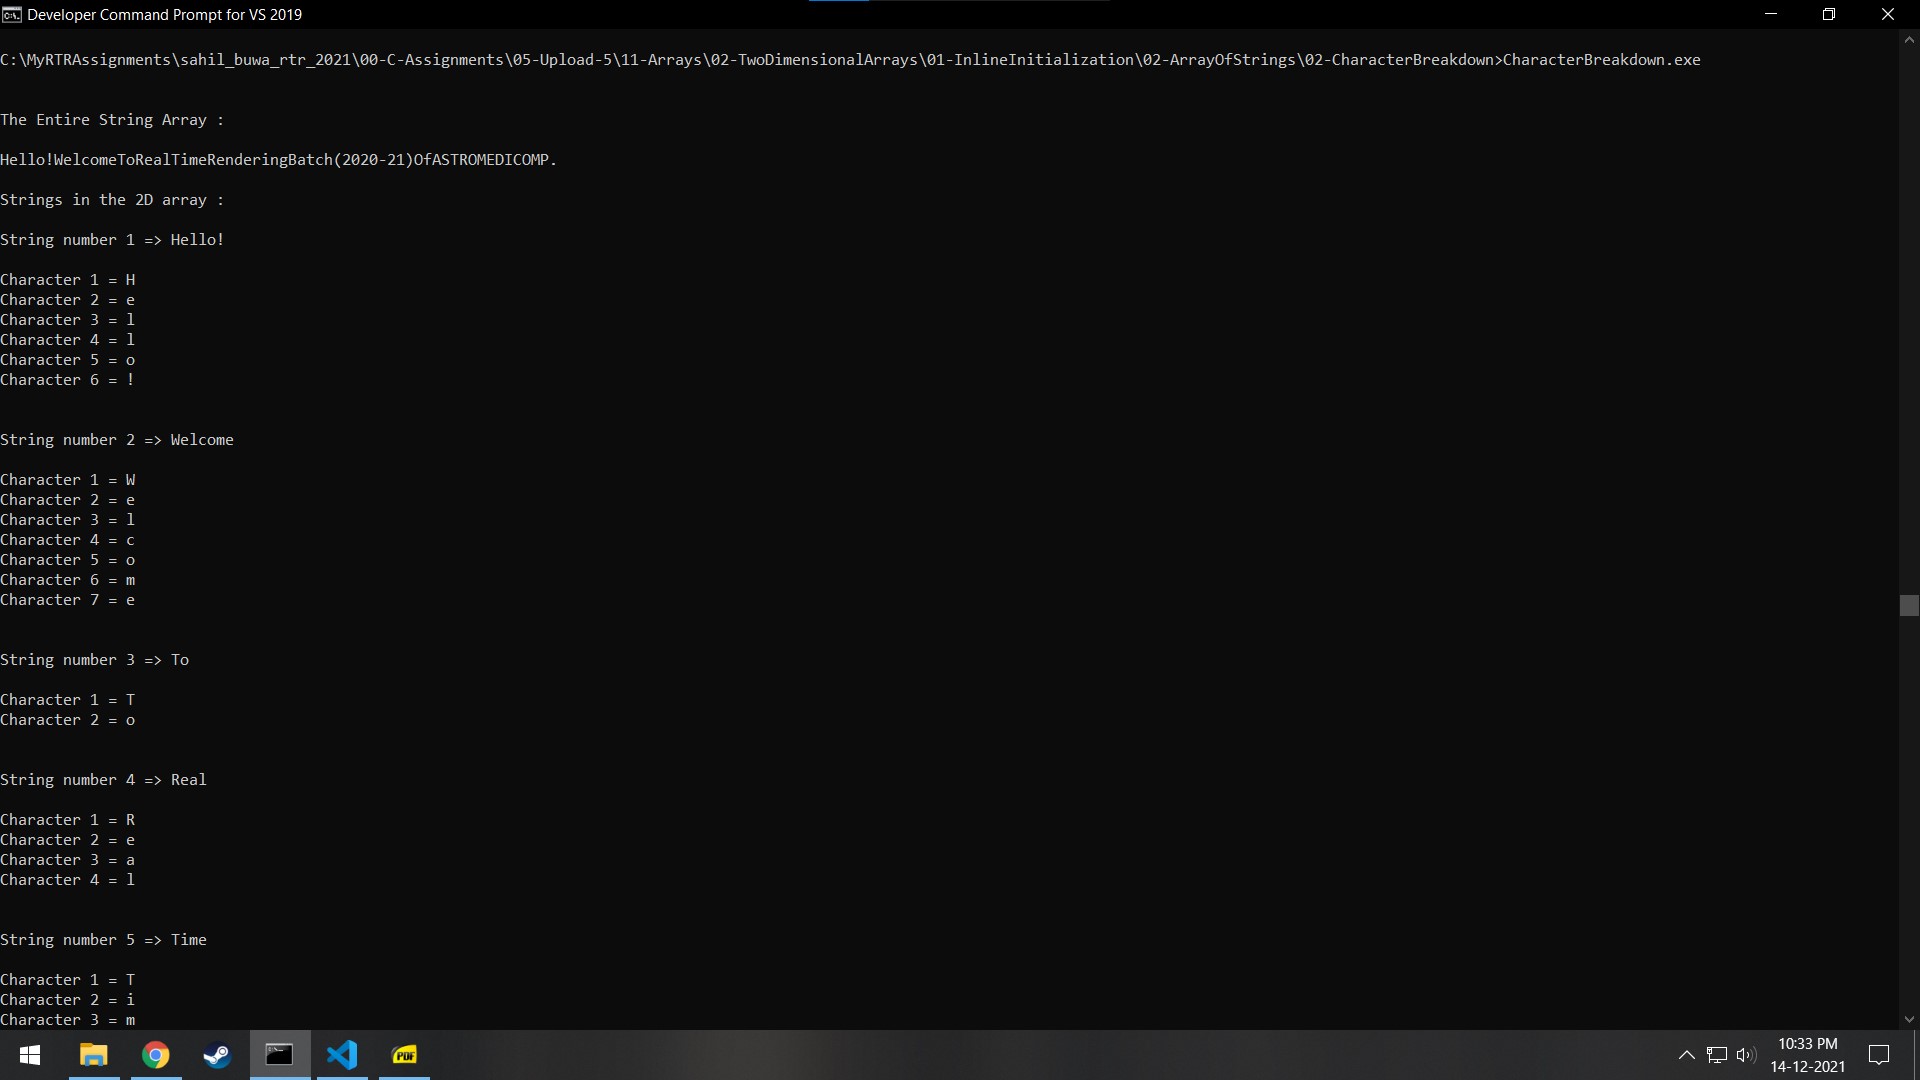 Developer Command Prompt for VS 2019
C:\MyRTRAssignments\sahil_buwa_rtr_2021\00-C-Assignments\05-Upload-5\11-Arrays\02-TwoDimensionalArrays\01-InlineInitialization\02-ArrayOfStrings\02-CharacterBreakdown>CharacterBreakdown.exe
The Entire String Array :
Hello!WelcomeToRealTimeRenderingBatch(2020-21)OfASTROMEDICOMP.
Strings in the 2D array :
String number 1 => Hello!
Character 1 = H
Character 2 = e
Character 3 = l
Character 4 = l
Character 5 = o
Character 6 = !
String number 2 => Welcome
Character 1 = W
Character 2 = e
Character 3 = l
Character 4 = c
Character 5 = o
Character 6 = m
Character 7 = e
String number 3 => To
Character 1 = T
Character 2 = o
String number 4 => Real
Character 1 = R
Character 2 = e
Character 3 = a
Character 4 = l
String number 5 => Time
Character 1 = T
Character 2 = i
Character 3 = m
PDF
10:33 PM
14-12-2021